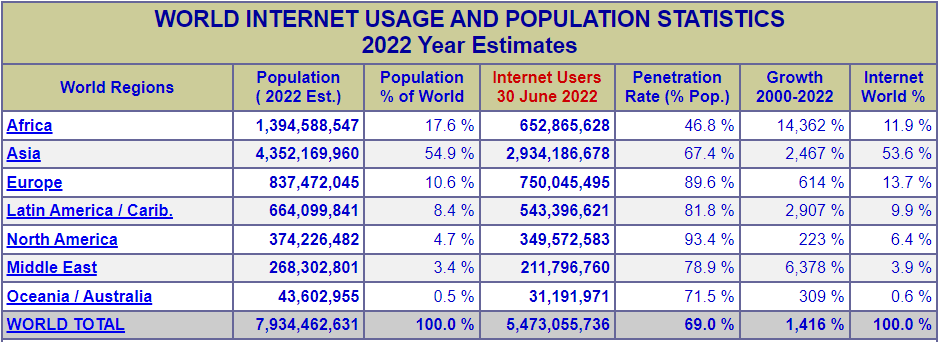 WORLD INTERNET USAGE AND POPULATION STATISTICS
2022 Year Estimates
World Regions Population ( 2022 Est.) Population % of World Internet Users 30 June 2022 Penetration Rate (% Pop.) Growth 2000-2022 Internet World %
Africa 1,394,588,547 17.6 % 652,865,628 46.8 % 14,362 % 11.9 %
Asia 4,352,169,960 54.9 % 2,934,186,678 67.4 % 2,467 % 53.6 %
Europe 837,472,045 10.6 % 750,045,495 89.6 % 614 % 13.7 %
Latin America / Carib. 664,099,841 8.4 % 543,396,621 81.8 % 2,907 % 9.9 %
North America 374,226,482 4.7 % 349,572,583 93.4 % 223 % 6.4 %
Middle East 268,302,801 3.4 % 211,796,760 78.9 % 6,378 % 3.9 %
Oceania / Australia 43,602,955 0.5 % 31,191,971 71.5 % 309 % 0.6 %
WORLD TOTAL 7,934,462,631 100.0 % 5,473,055,736 69.0 % 1,416 % 100.0 %